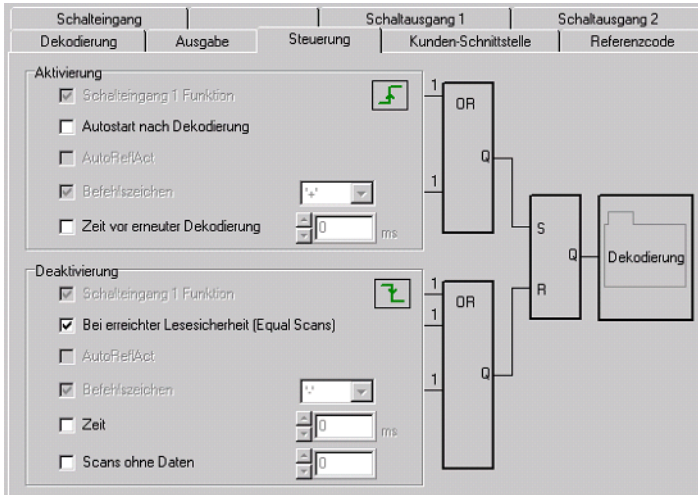 Schalteingang Schaltausgang 1 Schaltausgang 2
Dekodierung Ausgabe Steuerung Kunden-Schnittstelle Referenzcode
Aktivierung
Schalteingang 1 Funktion
Autostart nach Dekodierung
AutoReflAct
Befehlszeichen '+'
Zeit vor erneuter Dekodierung 0 ms
1
OR
Q
1
Deaktivierung
Schalteingang 1 Funktion
Bei erreichter Lesesicherheit (Equal Scans)
AutoReflAct
Befehlszeichen '-'
Zeit 0 ms
Scans ohne Daten 0
1
OR
1
Q
1
S
Q
R
Dekodierung